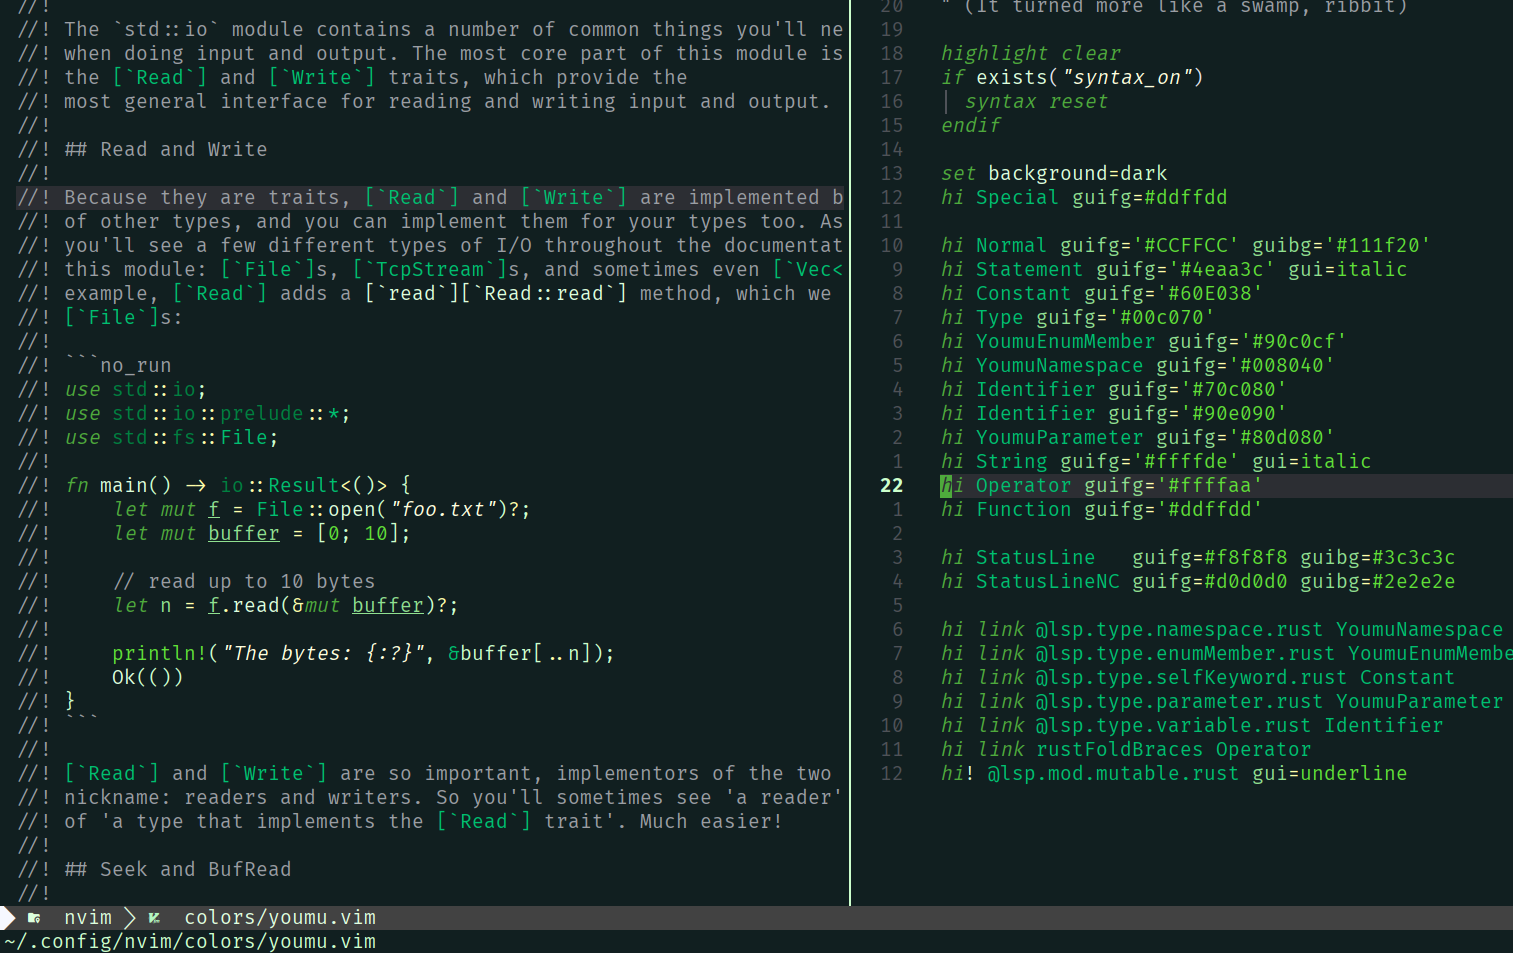 //!
//! The `std::io` module contains a number of common things you'll ne
//! when doing input and output. The most core part of this module is
//! the [`Read`] and [`Write`] traits, which provide the
//! most general interface for reading and writing input and output.
//!
//! ## Read and Write
//!
//! Because they are traits, [`Read`] and [`Write`] are implemented b
//! of other types, and you can implement them for your types too. As
//! you'll see a few different types of I/O throughout the documentat
//! this module: [`File`]s, [`TcpStream`]s, and sometimes even [`Vec<
//! example, [`Read`] adds a [`read`][`Read::read`] method, which we
//! [`File`]s:
//!
//! ```no_run
//! use std::io;
//! use std::io::prelude::*;
//! use std::fs::File;
//!
//! fn main() -> io::Result<()> {
//!     let mut f = File::open("foo.txt")?;
//!     let mut buffer = [0; 10];
//!
//!     // read up to 10 bytes
//!     let n = f.read(&mut buffer)?;
//!
//!     println!("The bytes: {:?}", &buffer[..n]);
//!     Ok(())
//! }
//! ```
//!
//! [`Read`] and [`Write`] are so important, implementors of the two
//! nickname: readers and writers. So you'll sometimes see 'a reader'
//! of 'a type that implements the [`Read`] trait'. Much easier!
//!
//! ## Seek and BufRead
//!
20 " (It turned more like a swamp, ribbit)
19
18 highlight clear
17 if exists("syntax_on")
16 | syntax reset
15 endif
14
13 set background=dark
12 hi Special guifg=#ddffdd
11
10 hi Normal guifg='#CCFFCC' guibg='#111f20'
9 hi Statement guifg='#4eaa3c' gui=italic
8 hi Constant guifg='#60E038'
7 hi Type guifg='#00c070'
6 hi YoumuEnumMember guifg='#90c0cf'
5 hi YoumuNamespace guifg='#008040'
4 hi Identifier guifg='#70c080'
3 hi Identifier guifg='#90e090'
2 hi YoumuParameter guifg='#80d080'
1 hi String guifg='#ffffde' gui=italic
22 hi Operator guifg='#ffffaa'
1 hi Function guifg='#ddffdd'
2
3 hi StatusLine   guifg=#f8f8f8 guibg=#3c3c3c
4 hi StatusLineNC guifg=#d0d0d0 guibg=#2e2e2e
5
6 hi link @lsp.type.namespace.rust YoumuNamespace
7 hi link @lsp.type.enumMember.rust YoumuEnumMembe
8 hi link @lsp.type.selfKeyword.rust Constant
9 hi link @lsp.type.parameter.rust YoumuParameter
10 hi link @lsp.type.variable.rust Identifier
11 hi link rustFoldBraces Operator
12 hi! @lsp.mod.mutable.rust gui=underline
nvim colors/youmu.vim
~/.config/nvim/colors/youmu.vim